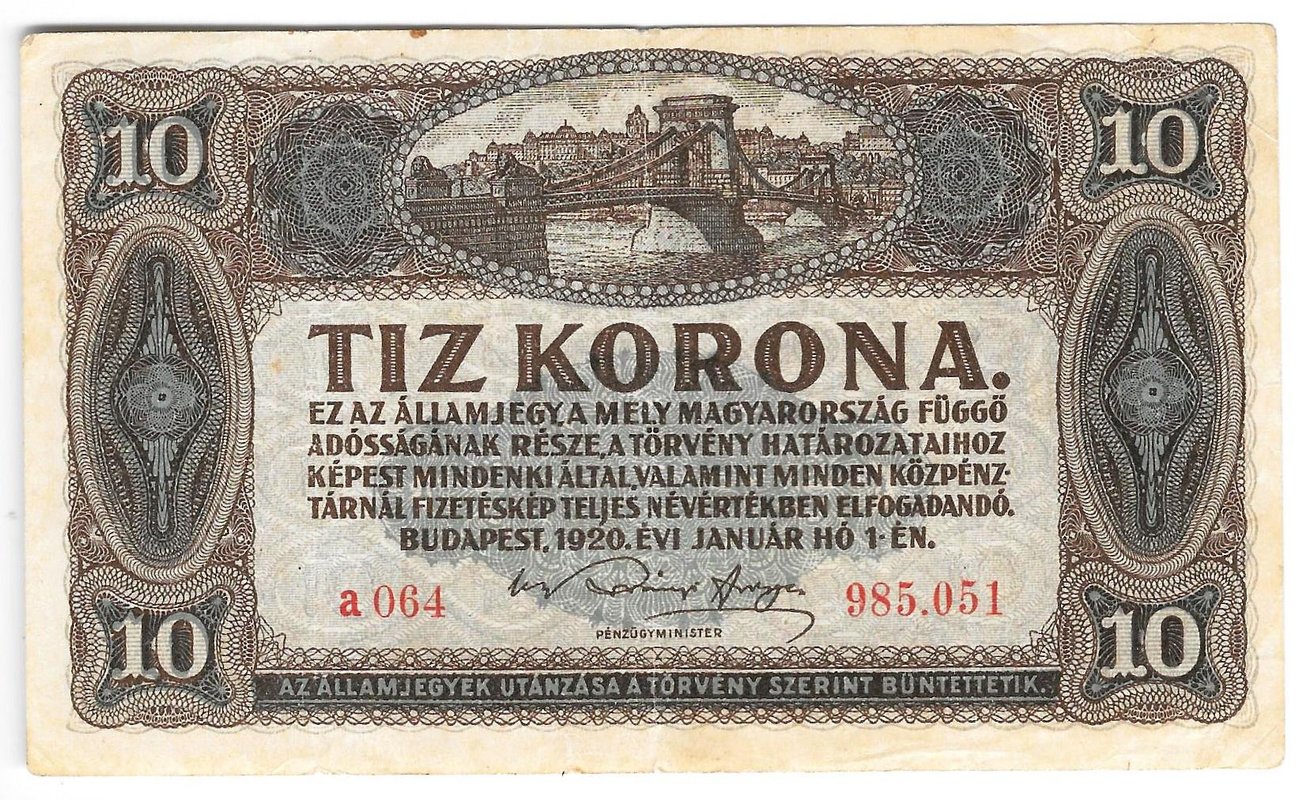 10
10
TIZ KORONA.
EZ AZ ÁLLAMJEGY, A MELY MAGYARORSZÁG FÜGGŐ
ADÓSSÁGÁNAK RÉSZE, A TÖRVÉNY HATÁROZATAIHOZ
KÉPEST MINDENKI ÁLTAL, VALAMINT MINDEN KÖZPÉNZ-
TÁRNÁL FIZETÉSKÉP TELJES NÉVÉRTÉKBEN ELFOGADANDÓ.
BUDAPEST, 1920. ÉVI JANUÁR HÓ 1-ÉN.
a 064
985.051
PÉNZÜGYMINISTER
10
10
AZ ÁLLAMJEGYEK UTÁNZÁSA A TÖRVÉNY SZERINT BÜNTETTETIK.